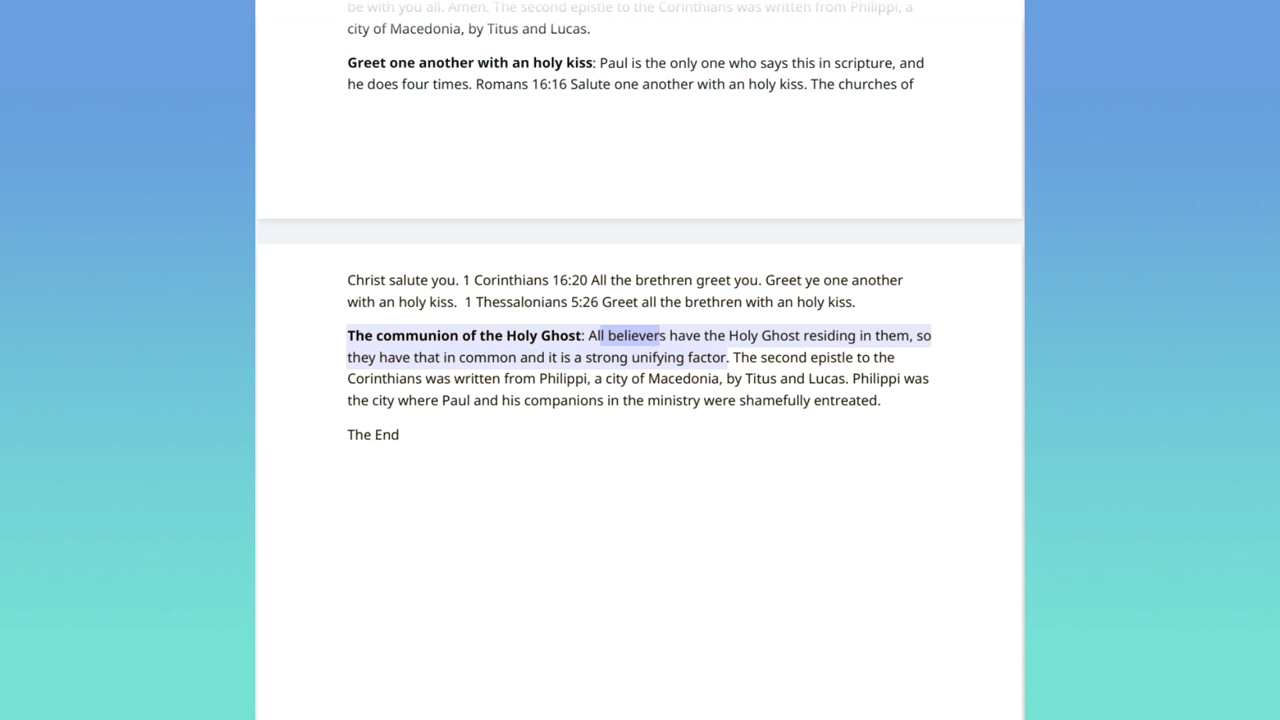 be with you all. Amen. The second epistle to the Corinthians was written from Philippi, a
city of Macedonia, by Titus and Lucas.
Greet one another with an holy kiss: Paul is the only one who says this in scripture, and
he does four times. Romans 16:16 Salute one another with an holy kiss. The churches of
Christ salute you. 1 Corinthians 16:20 All the brethren greet you. Greet ye one another
with an holy kiss.  1 Thessalonians 5:26 Greet all the brethren with an holy kiss.
The communion of the Holy Ghost: All believers have the Holy Ghost residing in them, so
they have that in common and it is a strong unifying factor. The second epistle to the
Corinthians was written from Philippi, a city of Macedonia, by Titus and Lucas. Philippi was
the city where Paul and his companions in the ministry were shamefully entreated.
The End